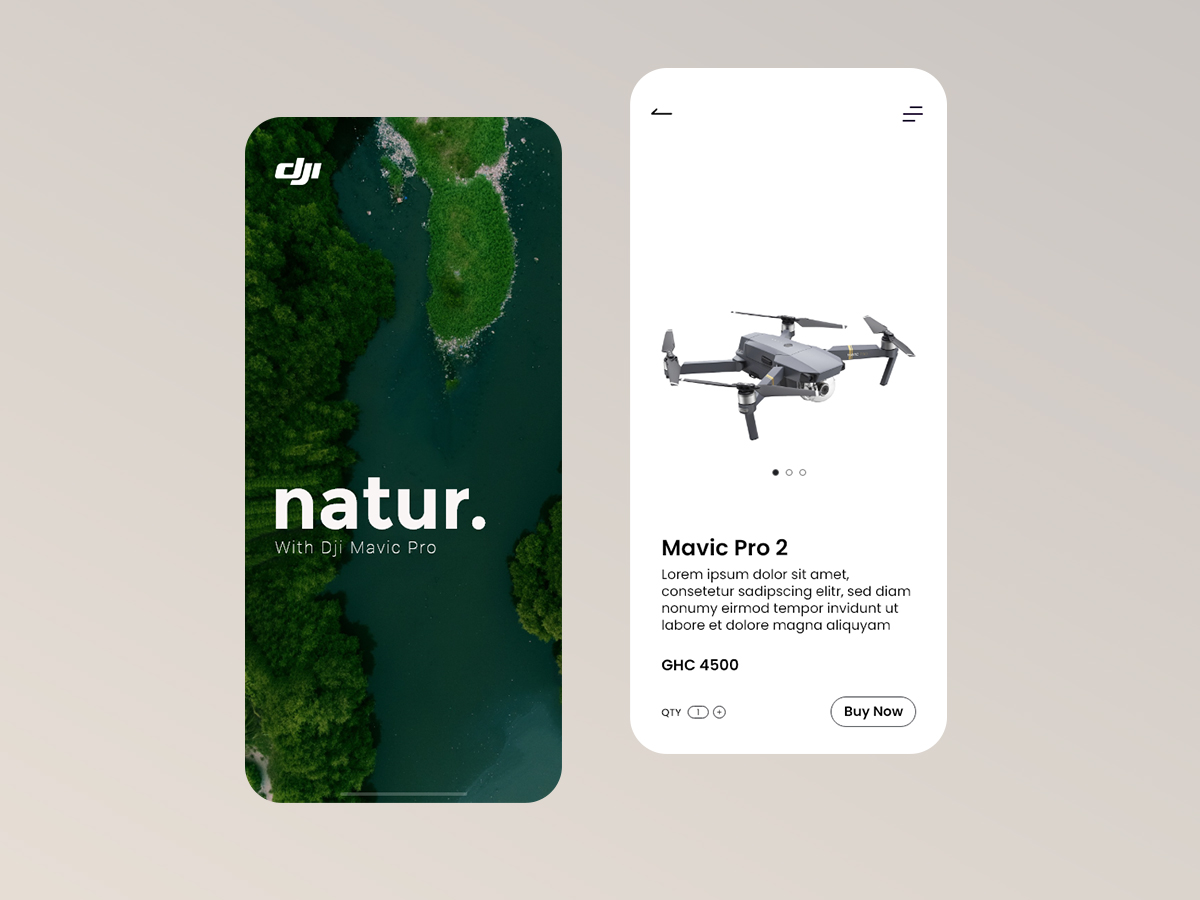 dji
natur.
With Dji Mavic Pro
Mavic Pro 2
Lorem ipsum dolor sit amet,
consetetur sadipscing elitr, sed diam
nonumy eirmod tempor invidunt ut
labore et dolore magna aliquyam
GHC 4500
QTY 1 +
Buy Now